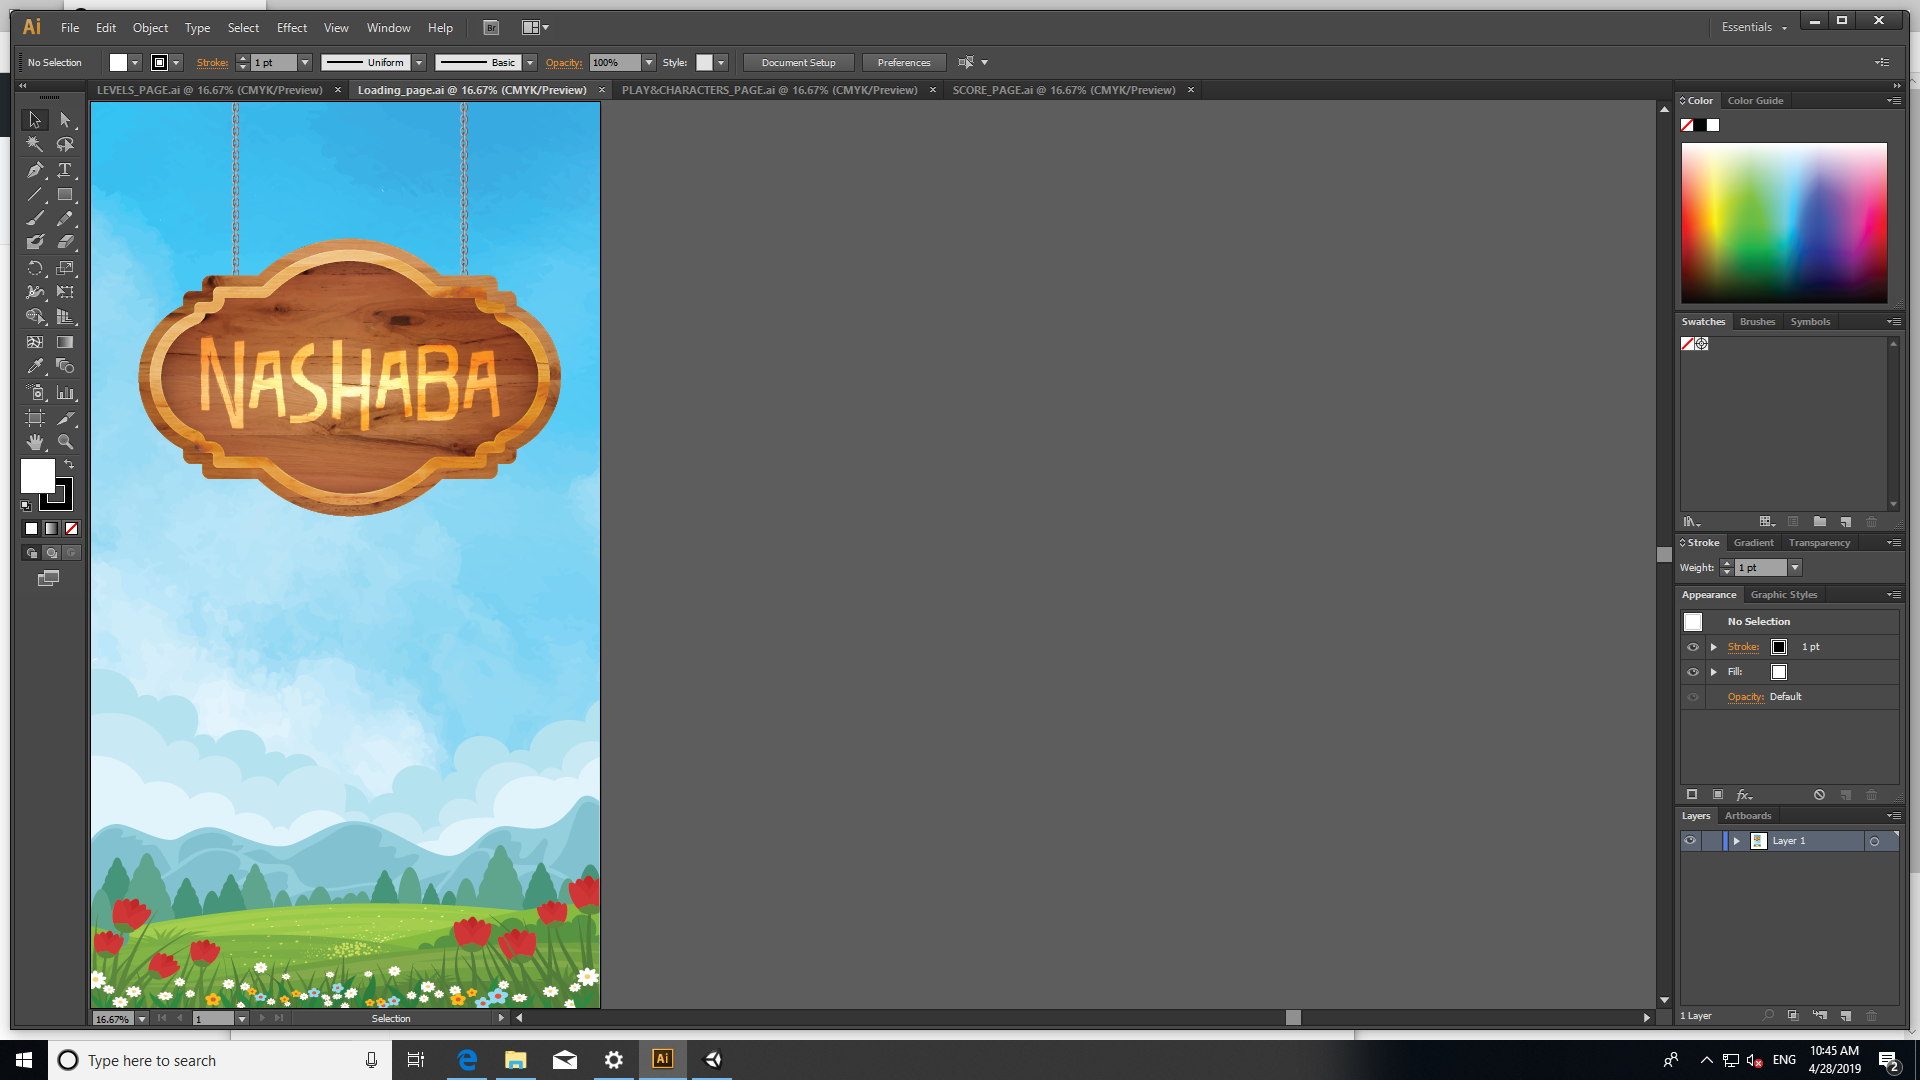 Ai File Edit Object Type Select Effect View Window Help Br Essentials
No Selection Stroke: 1 pt Uniform Basic Opacity: 100% Style: Document Setup Preferences
LEVELS_PAGE.ai @ 16.67% (CMYK/Preview) Loading_page.ai @ 16.67% (CMYK/Preview) PLAY&CHARACTERS_PAGE.ai @ 16.67% (CMYK/Preview) SCORE_PAGE.ai @ 16.67% (CMYK/Preview)
Color Color Guide
NASHABA
Swatches Brushes Symbols
Stroke Gradient Transparency
Weight: 1 pt
Appearance Graphic Styles
No Selection
Stroke: 1 pt
Fill:
Opacity: Default
fx
Layers Artboards
Layer 1
1 Layer
16.67% 1 Selection
Type here to search
Ai
ENG
10:45 AM
4/28/2019
2